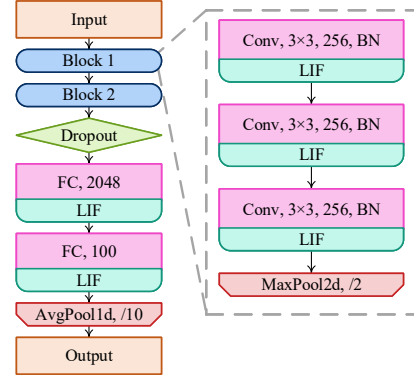 Input
Block 1
Block 2
Dropout
FC, 2048
LIF
FC, 100
LIF
AvgPool1d, /10
Output
Conv, 3×3, 256, BN
LIF
Conv, 3×3, 256, BN
LIF
Conv, 3×3, 256, BN
LIF
MaxPool2d, /2